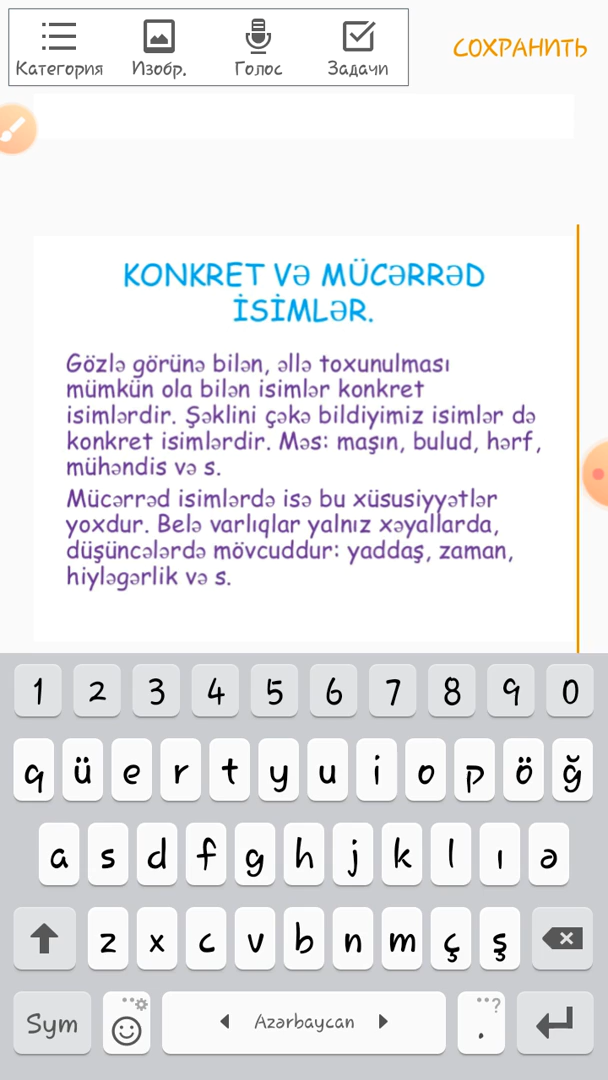 Категория Изобр. Голос Задачи СОХРАНИТЬ
KONKRET VƏ MÜCƏRRƏD
İSİMLƏR.
Gözlə görünə bilən, əllə toxunulması
mümkün ola bilən isimlər konkret
isimlərdir. Şəklini çəkə bildiyimiz isimlər də
konkret isimlərdir. Məs: maşın, bulud, hərf,
mühəndis və s.
Mücərrəd isimlərdə isə bu xüsusiyyətlər
yoxdur. Belə varlıqlar yalnız xəyallarda,
düşüncələrdə mövcuddur: yaddaş, zaman,
hiyləgərlik və s.
1 2 3 4 5 6 7 8 9 0
q ü e r t y u i o p ö ğ
a s d f g h j k l ı ə
z x c v b n m ç ş
Sym Azərbaycan . ?